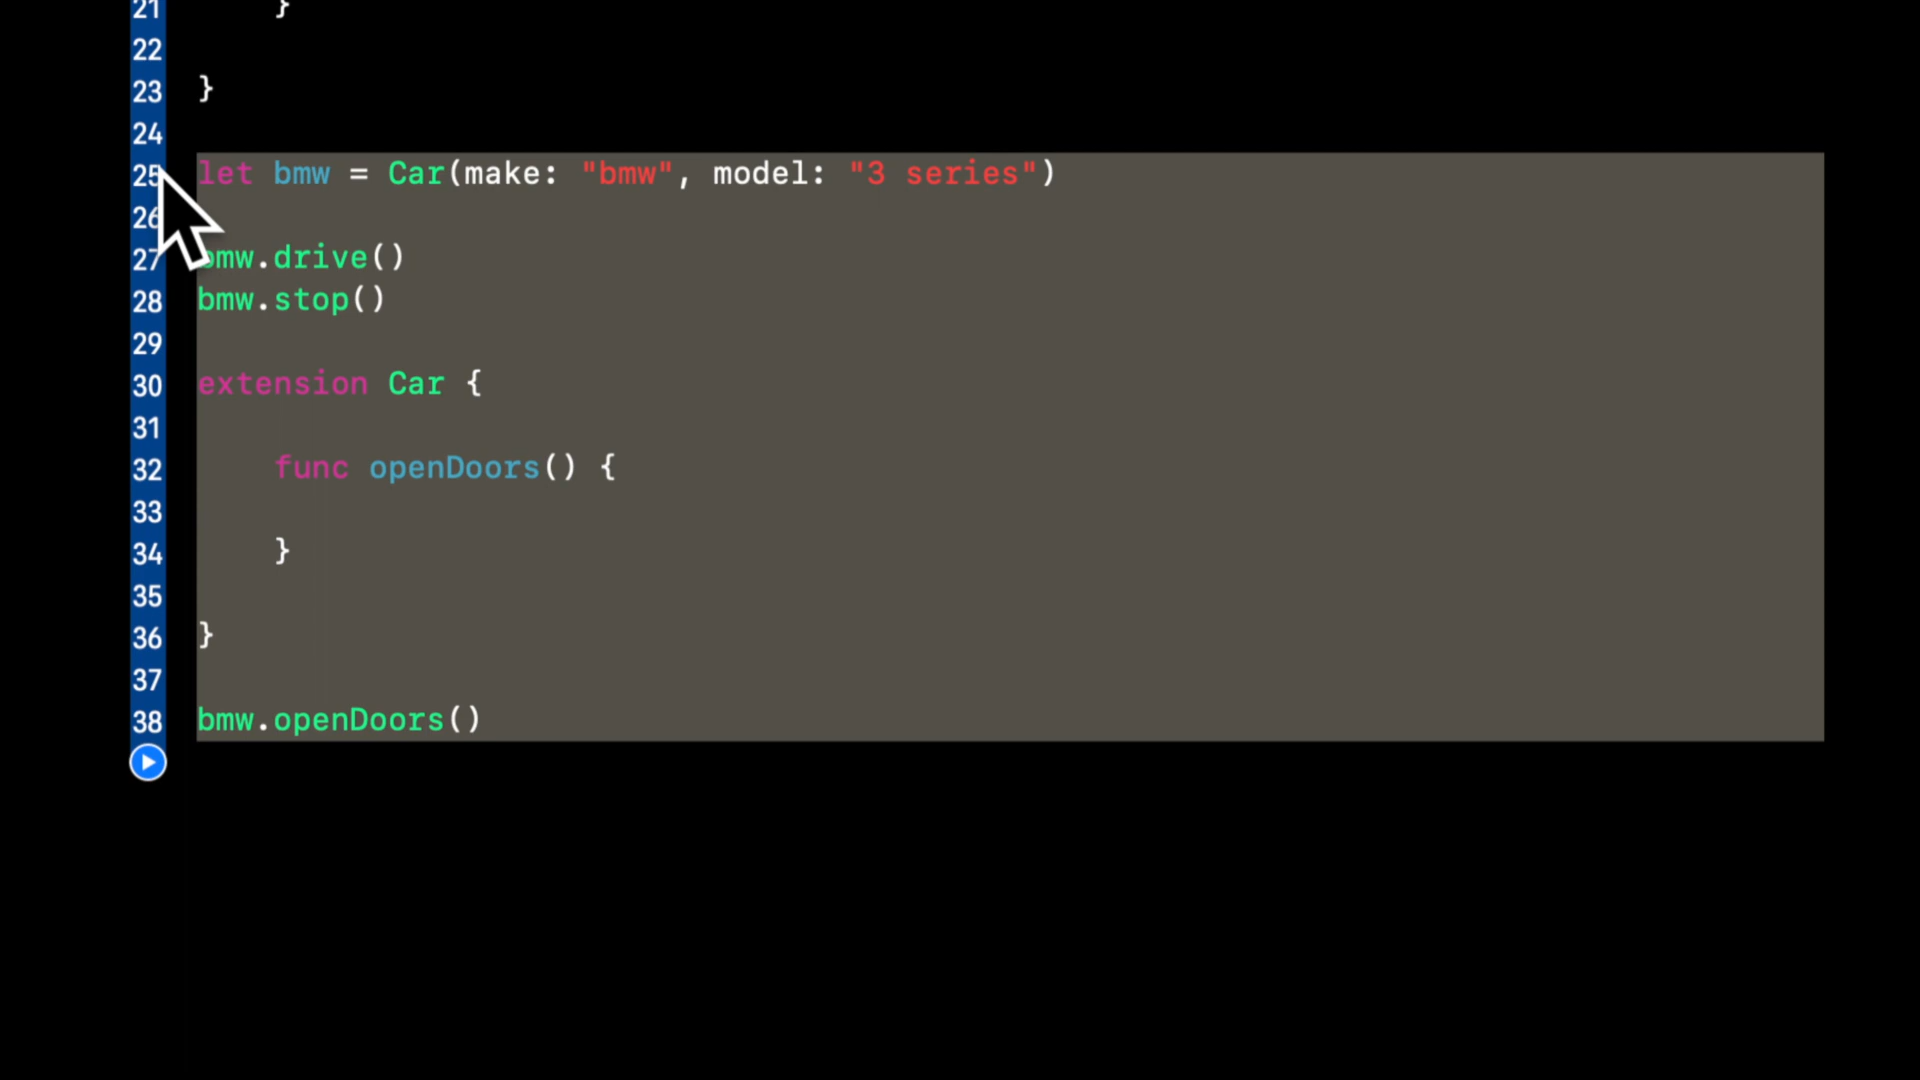 21 }
22
23 }
24
25 let bmw = Car(make: "bmw", model: "3 series")
26
27 bmw.drive()
28 bmw.stop()
29
30 extension Car {
31
32 func openDoors() {
33
34 }
35
36 }
37
38 bmw.openDoors()